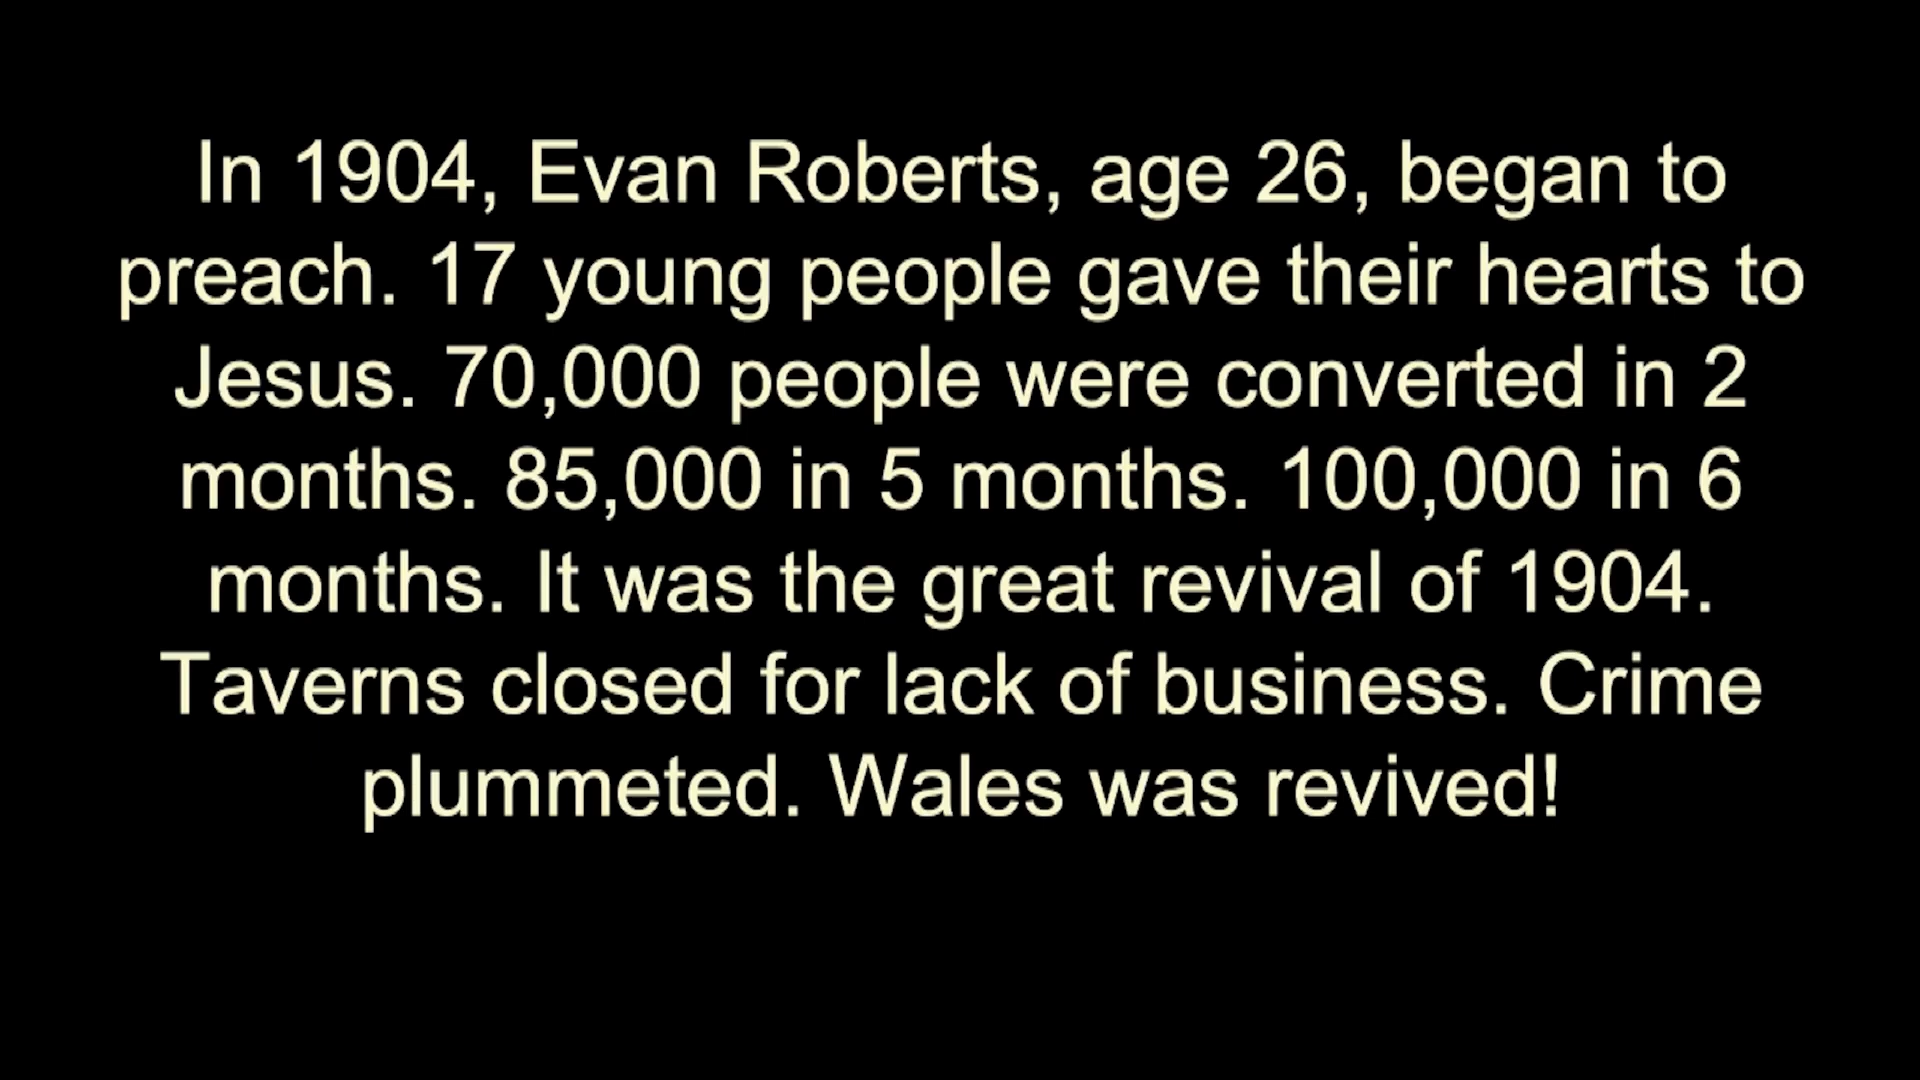 In 1904, Evan Roberts, age 26, began to
preach. 17 young people gave their hearts to
Jesus. 70,000 people were converted in 2
months. 85,000 in 5 months. 100,000 in 6
months. It was the great revival of 1904.
Taverns closed for lack of business. Crime
plummeted. Wales was revived!